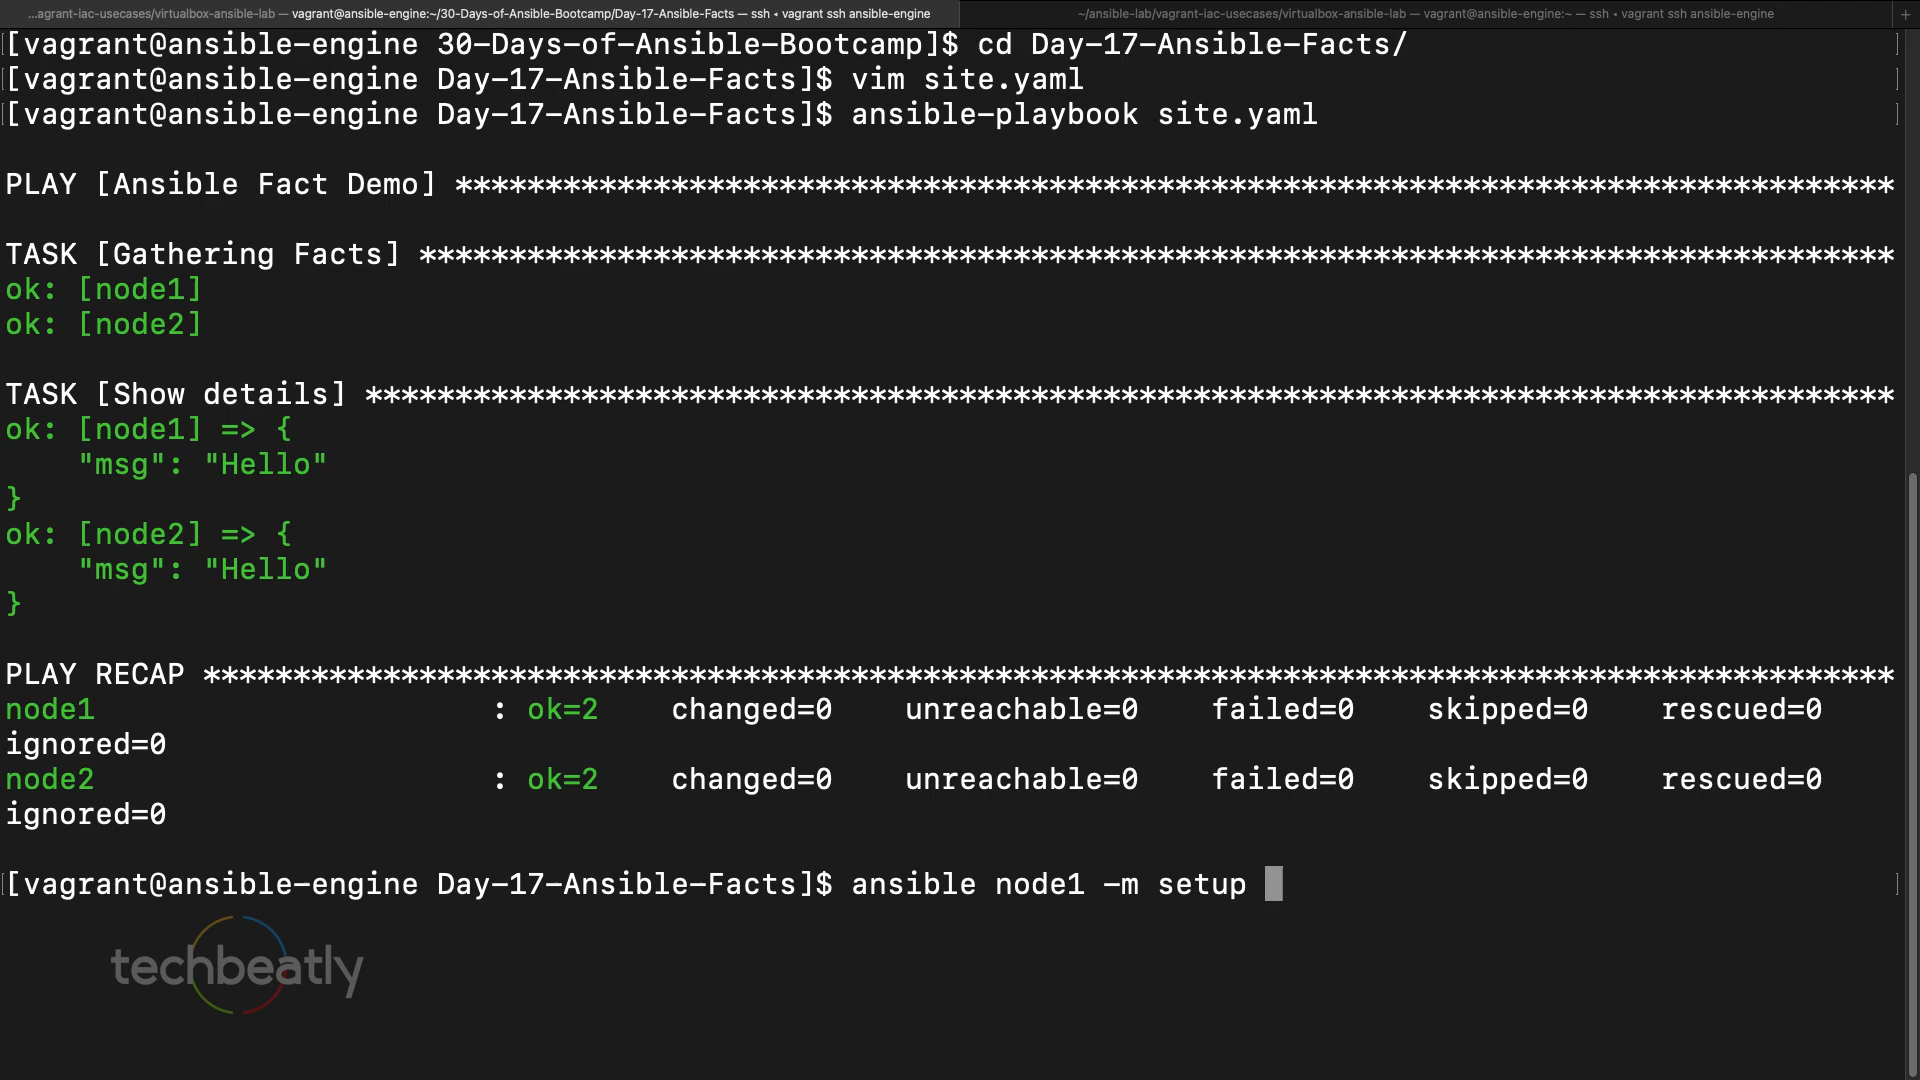 ...agrant-iac-usecases/virtualbox-ansible-lab — vagrant@ansible-engine:~/30-Days-of-Ansible-Bootcamp/Day-17-Ansible-Facts — ssh ‹ vagrant ssh ansible-engine
~/ansible-lab/vagrant-iac-usecases/virtualbox-ansible-lab — vagrant@ansible-engine:~ — ssh ‹ vagrant ssh ansible-engine +
[vagrant@ansible-engine 30-Days-of-Ansible-Bootcamp]$ cd Day-17-Ansible-Facts/
[vagrant@ansible-engine Day-17-Ansible-Facts]$ vim site.yaml
[vagrant@ansible-engine Day-17-Ansible-Facts]$ ansible-playbook site.yaml
PLAY [Ansible Fact Demo] ********************************************************************************
TASK [Gathering Facts] **********************************************************************************
ok: [node1]
ok: [node2]
TASK [Show details] *************************************************************************************
ok: [node1] => {
"msg": "Hello"
}
ok: [node2] => {
"msg": "Hello"
}
PLAY RECAP **********************************************************************************************
node1 : ok=2 changed=0 unreachable=0 failed=0 skipped=0 rescued=0
ignored=0
node2 : ok=2 changed=0 unreachable=0 failed=0 skipped=0 rescued=0
ignored=0
[vagrant@ansible-engine Day-17-Ansible-Facts]$ ansible node1 -m setup
techbeatly